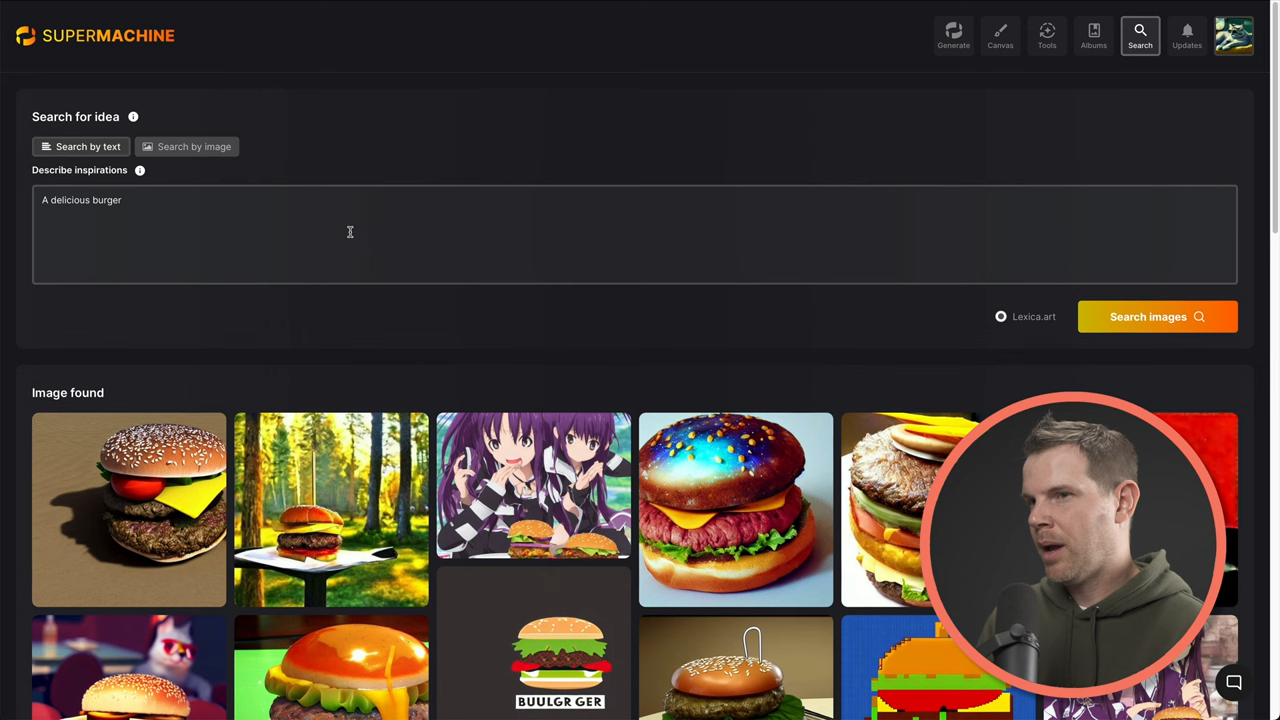 SUPERMACHINE
Generate
Canvas
Tools
Albums
Search
Updates
Search for idea
Search by text
Search by image
Describe inspirations
A delicious burger
Lexica.art
Search images
Image found
BUULGR GER